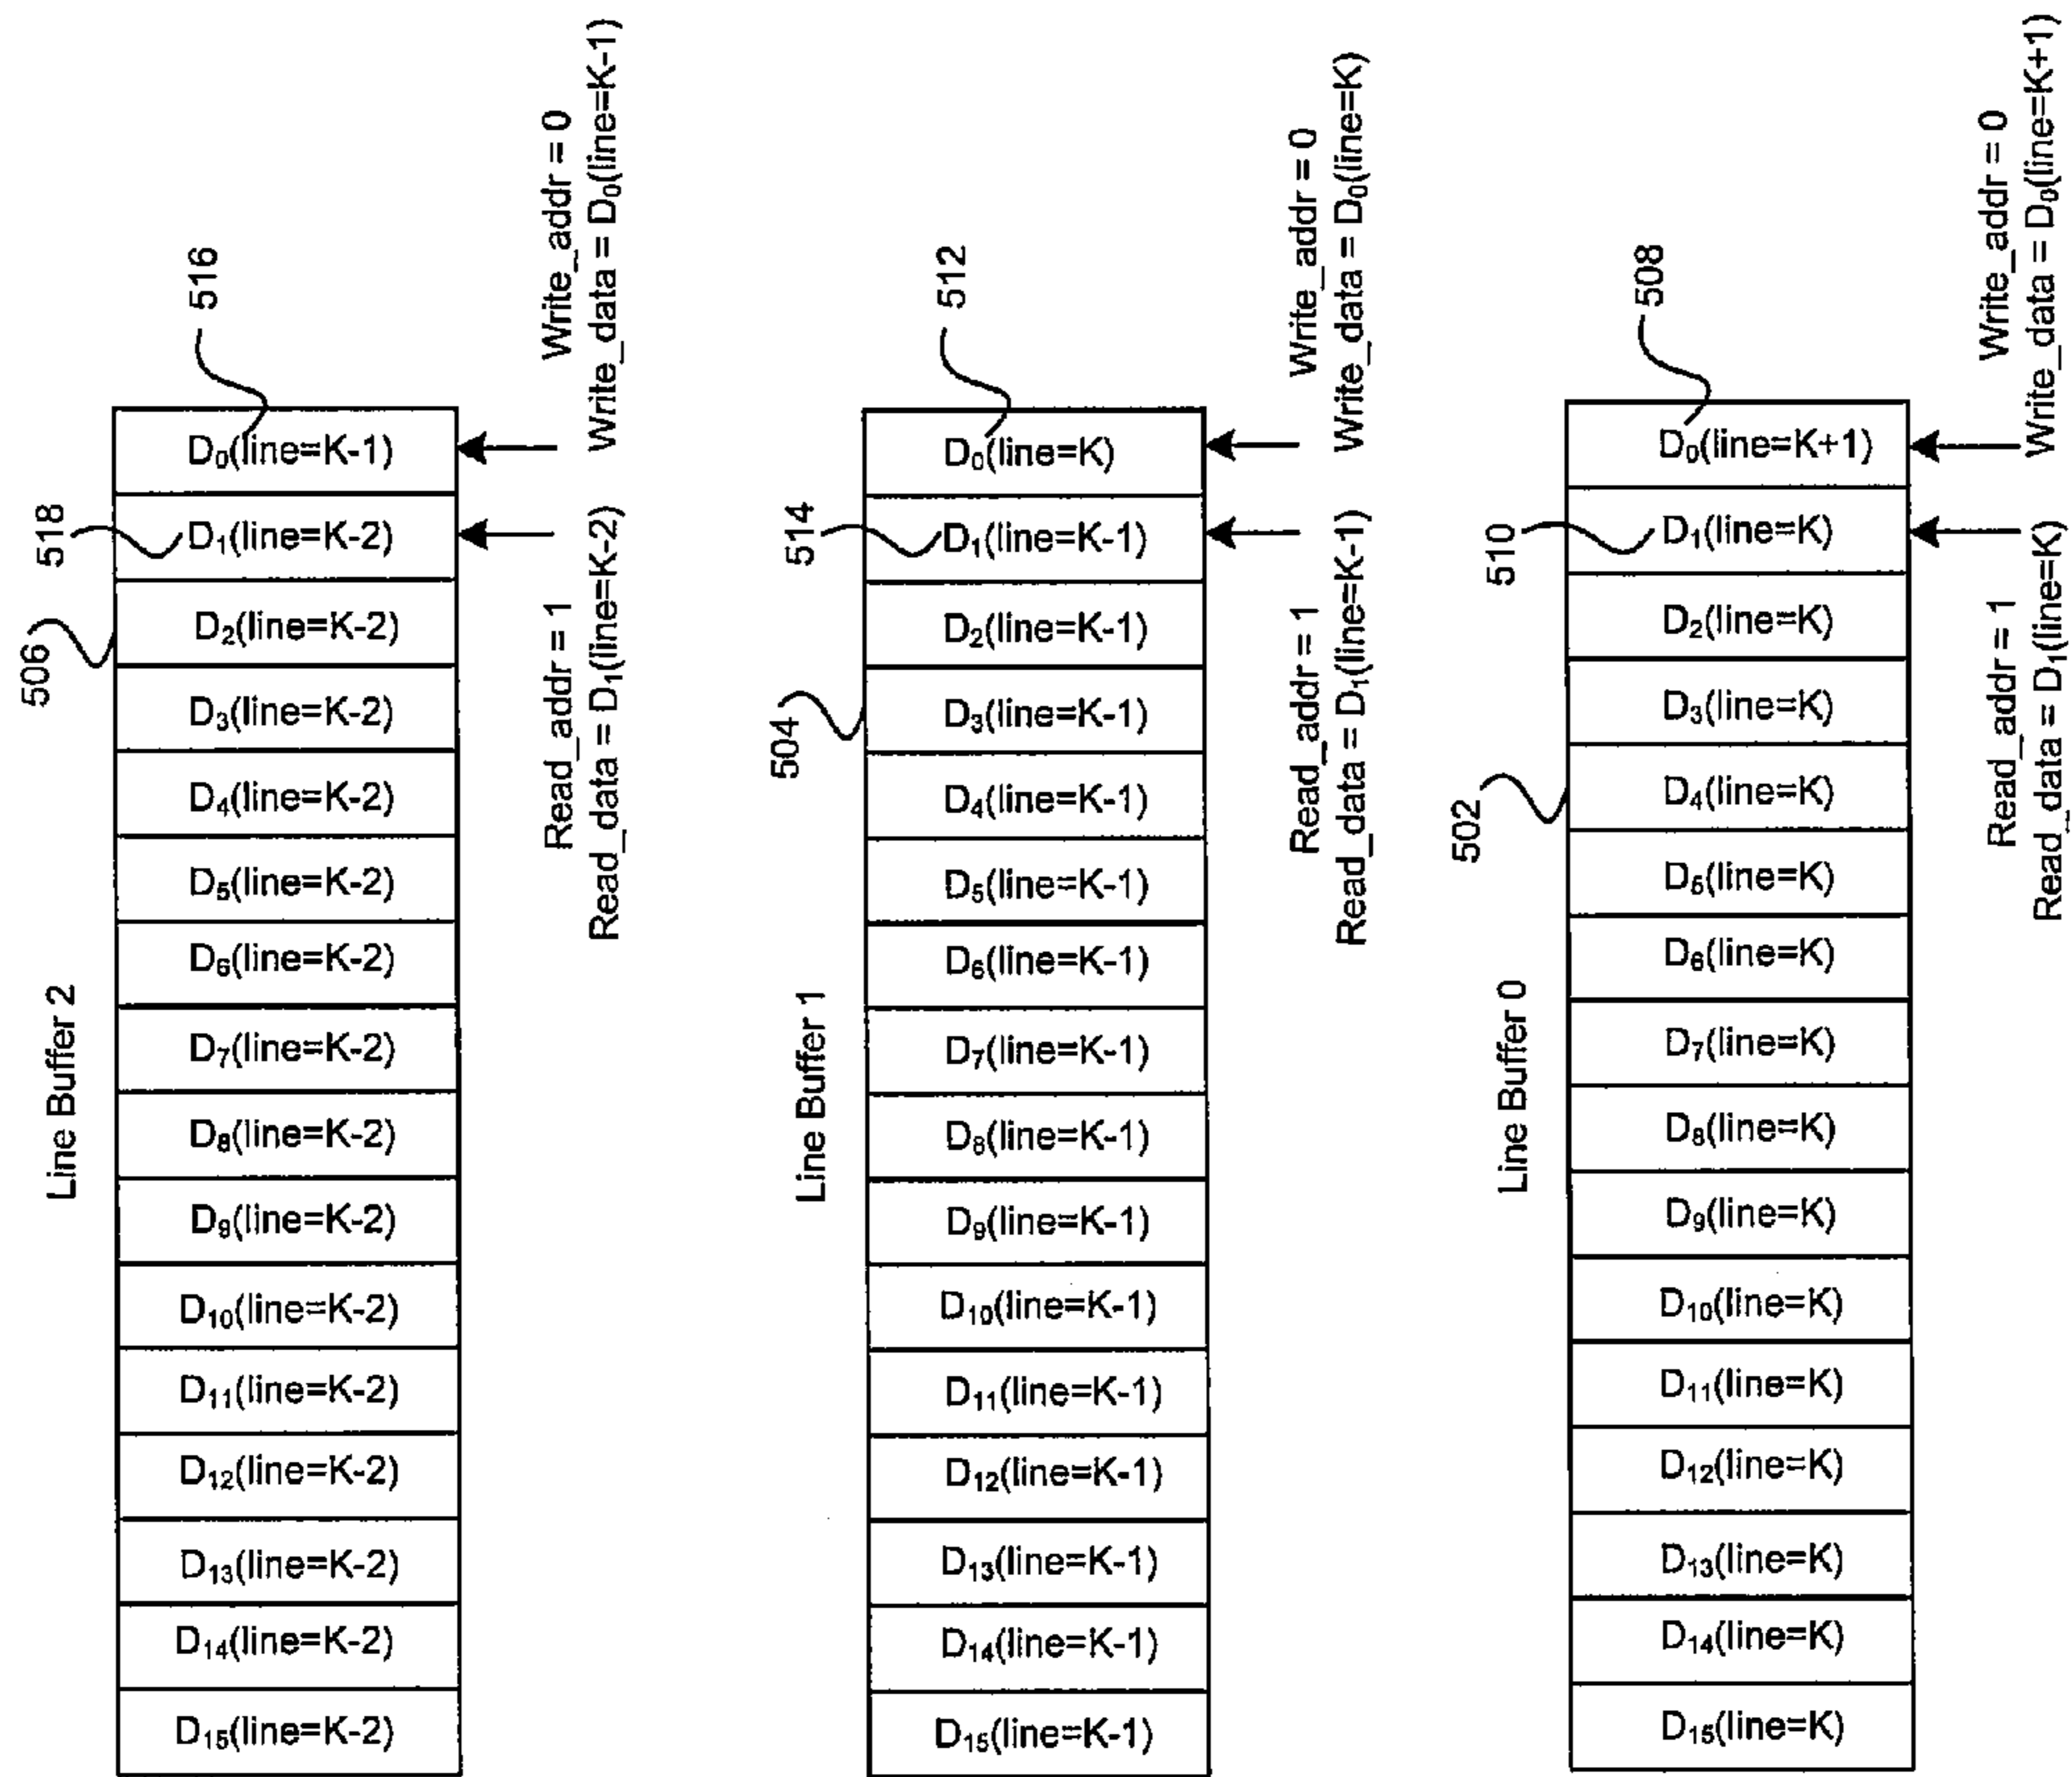 Line Buffer 2
506
518
516
D₀(line=K-1)
D₁(line=K-2)
D₂(line=K-2)
D₃(line=K-2)
D₄(line=K-2)
D₅(line=K-2)
D₆(line=K-2)
D₇(line=K-2)
D₈(line=K-2)
D₉(line=K-2)
D₁₀(line=K-2)
D₁₁(line=K-2)
D₁₂(line=K-2)
D₁₃(line=K-2)
D₁₄(line=K-2)
D₁₅(line=K-2)
Write_addr = 0
Write_data = D₀(line=K-1)
Read_addr = 1
Read_data = D₁(line=K-2)
Line Buffer 1
504
514
512
D₀(line=K)
D₁(line=K-1)
D₂(line=K-1)
D₃(line=K-1)
D₄(line=K-1)
D₅(line=K-1)
D₆(line=K-1)
D₇(line=K-1)
D₈(line=K-1)
D₉(line=K-1)
D₁₀(line=K-1)
D₁₁(line=K-1)
D₁₂(line=K-1)
D₁₃(line=K-1)
D₁₄(line=K-1)
D₁₅(line=K-1)
Write_addr = 0
Write_data = D₀(line=K)
Read_addr = 1
Read_data = D₁(line=K-1)
Line Buffer 0
502
510
508
D₀(line=K+1)
D₁(line=K)
D₂(line=K)
D₃(line=K)
D₄(line=K)
D₅(line=K)
D₆(line=K)
D₇(line=K)
D₈(line=K)
D₉(line=K)
D₁₀(line=K)
D₁₁(line=K)
D₁₂(line=K)
D₁₃(line=K)
D₁₄(line=K)
D₁₅(line=K)
Write_addr = 0
Write_data = D₀(line=K+1)
Read_addr = 1
Read_data = D₁(line=K)